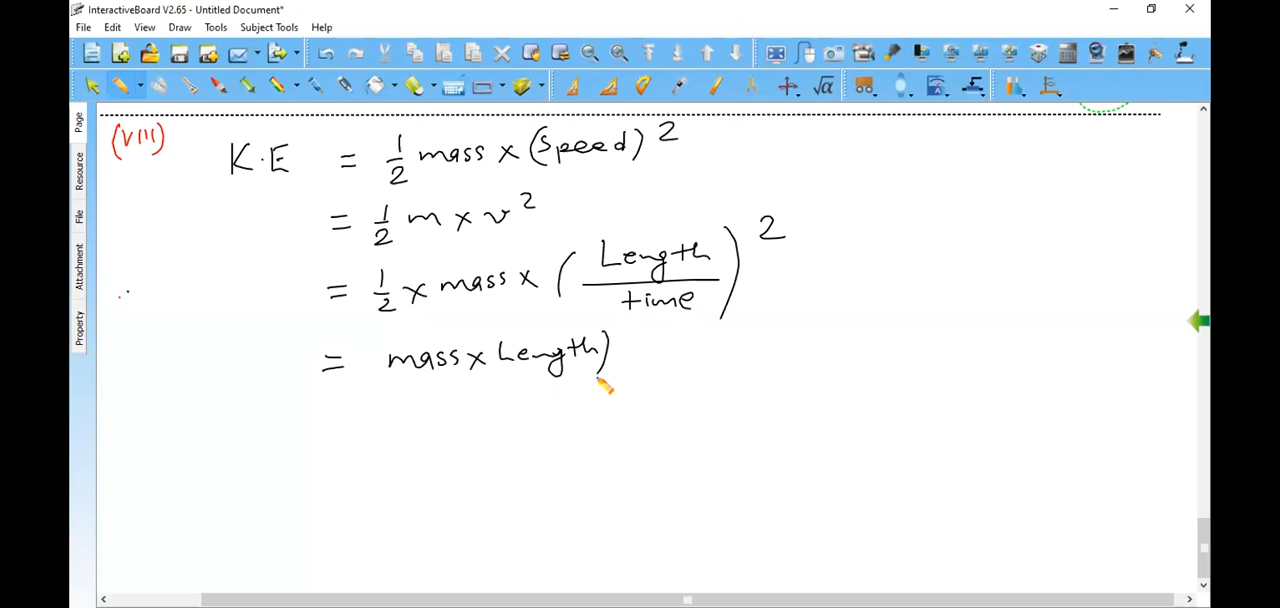 InteractiveBoard V2.65 - Untitled Document*
File Edit View Draw Tools Subject Tools Help
Page
Resource
File
Attachment
Property
(VIII)
K.E = 1/2 mass x (Speed)^2
= 1/2 m x v^2
= 1/2 x mass x (Length/time)^2
= mass x Length)